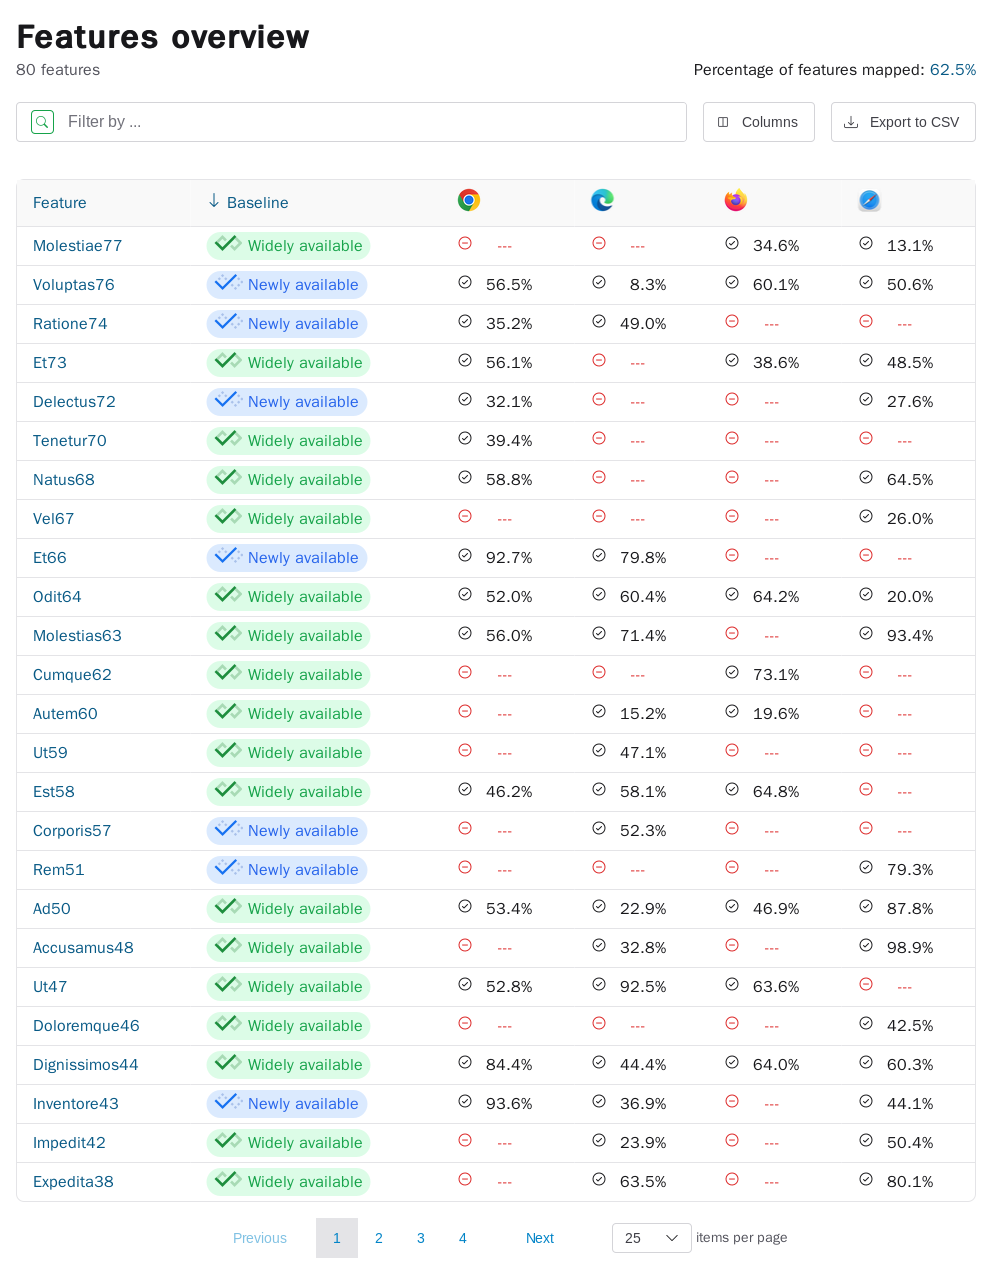 Features overview
80 features
Percentage of features mapped: 62.5%
Filter by ...
Columns
Export to CSV
Feature Baseline
Molestiae77 Widely available --- --- 34.6% 13.1%
Voluptas76 Newly available 56.5% 8.3% 60.1% 50.6%
Ratione74 Newly available 35.2% 49.0% --- ---
Et73 Widely available 56.1% --- 38.6% 48.5%
Delectus72 Newly available 32.1% --- --- 27.6%
Tenetur70 Widely available 39.4% --- --- ---
Natus68 Widely available 58.8% --- --- 64.5%
Vel67 Widely available --- --- --- 26.0%
Et66 Newly available 92.7% 79.8% --- ---
Odit64 Widely available 52.0% 60.4% 64.2% 20.0%
Molestias63 Widely available 56.0% 71.4% --- 93.4%
Cumque62 Widely available --- --- 73.1% ---
Autem60 Widely available --- 15.2% 19.6% ---
Ut59 Widely available --- 47.1% --- ---
Est58 Widely available 46.2% 58.1% 64.8% ---
Corporis57 Newly available --- 52.3% --- ---
Rem51 Newly available --- --- --- 79.3%
Ad50 Widely available 53.4% 22.9% 46.9% 87.8%
Accusamus48 Widely available --- 32.8% --- 98.9%
Ut47 Widely available 52.8% 92.5% 63.6% ---
Doloremque46 Widely available --- --- --- 42.5%
Dignissimos44 Widely available 84.4% 44.4% 64.0% 60.3%
Inventore43 Newly available 93.6% 36.9% --- 44.1%
Impedit42 Widely available --- 23.9% --- 50.4%
Expedita38 Widely available --- 63.5% --- 80.1%
Previous 1 2 3 4 Next 25 items per page